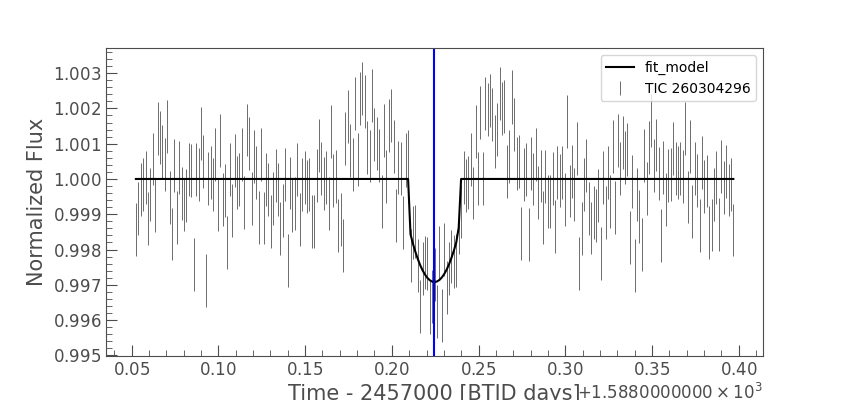 fit_model
TIC 260304296
Normalized Flux
1.003
1.002
1.001
1.000
0.999
0.998
0.997
0.996
0.995
0.05 0.10 0.15 0.20 0.25 0.30 0.35 0.40
Time - 2457000 [BTJD days]
+1.5880000000 × 10³